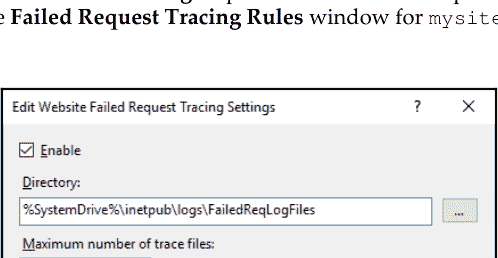 Failed Request Tracing Rules window for mysite
Edit Website Failed Request Tracing Settings ? ×
Enable
Directory:
%SystemDrive%\inetpub\logs\FailedReqLogFiles ...
Maximum number of trace files: